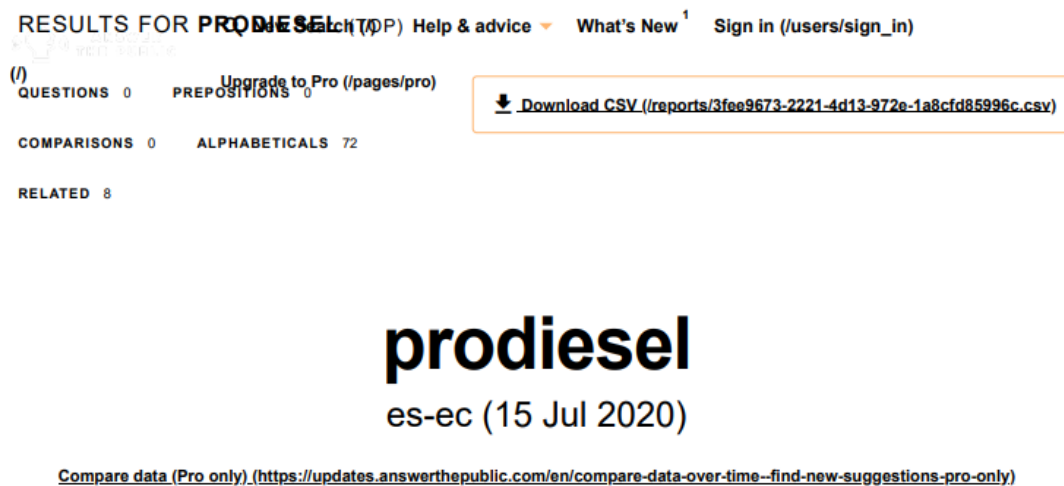 RESULTS FOR PRODIESEL (TOP)
New Search (/)
Help & advice
What's New 1
Sign in (/users/sign_in)
(/)
Upgrade to Pro (/pages/pro)
QUESTIONS 0 PREPOSITIONS 0
Download CSV (/reports/3fee9673-2221-4d13-972e-1a8cfd85996c.csv)
COMPARISONS 0 ALPHABETICALS 72
RELATED 8
prodiesel
es-ec (15 Jul 2020)
Compare data (Pro only) (https://updates.answerthepublic.com/en/compare-data-over-time--find-new-suggestions-pro-only)